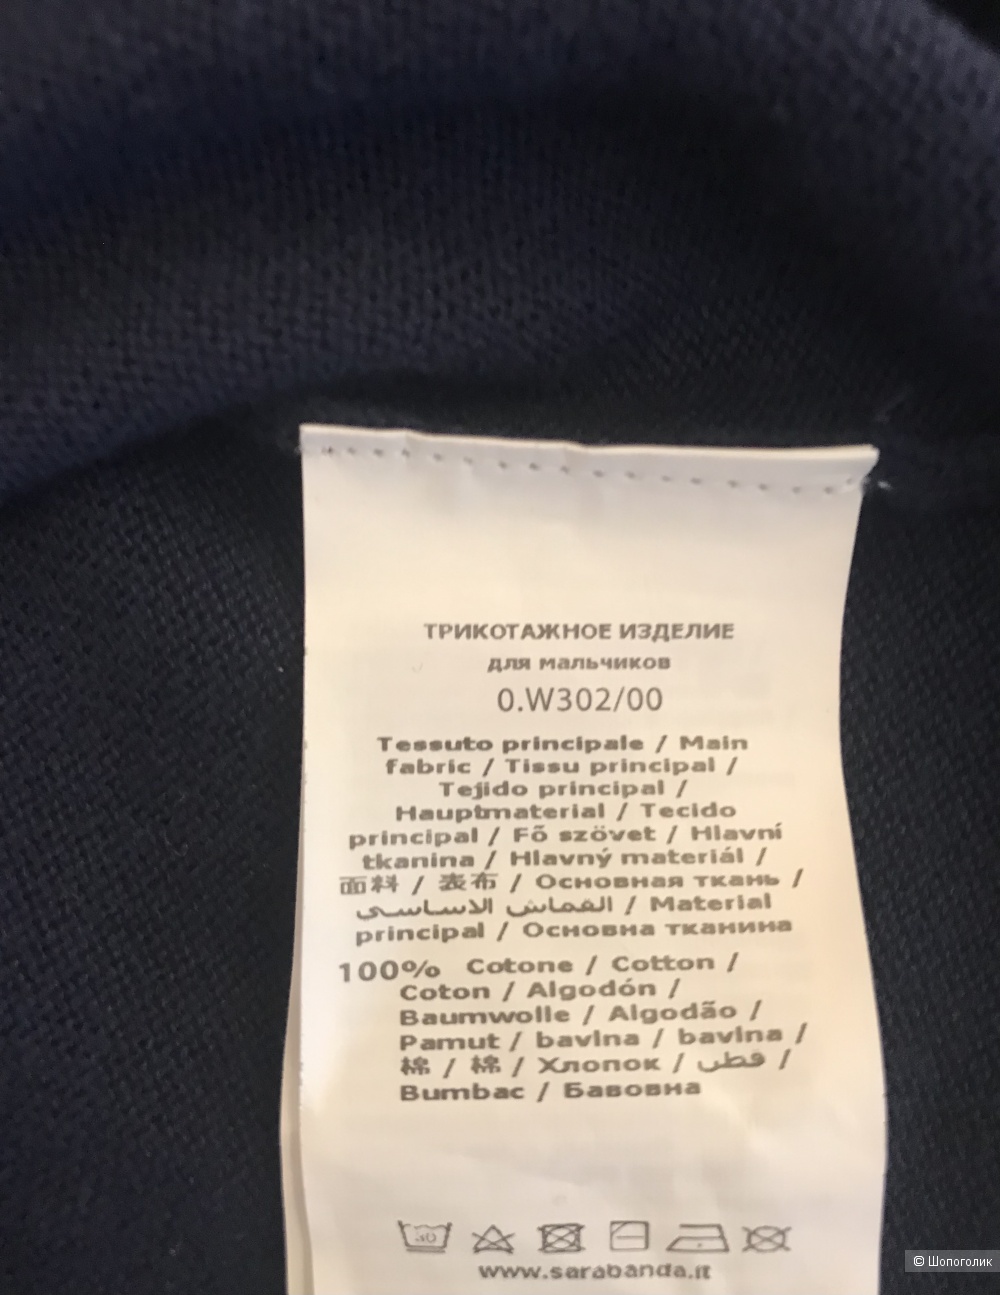 ТРИКОТАЖНОЕ ИЗДЕЛИЕ
для мальчиков
0.W302/00
Tessuto principale / Main
fabric / Tissu principal /
Tejido principal /
Hauptmaterial / Tecido
principal / Fő szövet / Hlavní
tkanina / Hlavný materiál /
面料 / 表布 / Основная ткань /
القماش الاساسي / Material
principal / Основна тканина
100% Cotone / Cotton /
Coton / Algodón /
Baumwolle / Algodão /
Pamut / bavlna / bavlna /
棉 / 綿 / Хлопок / قطن /
Bumbac / Бавовна
www.sarabanda.it
© Шопоголик